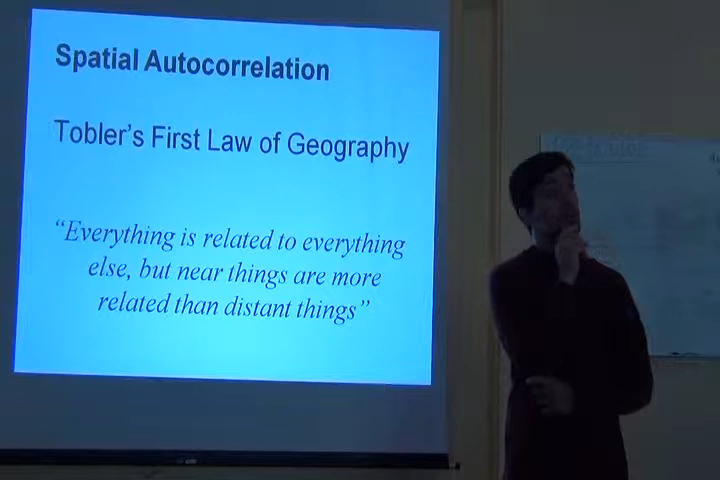 Spatial Autocorrelation
Tobler's First Law of Geography
“Everything is related to everything
else, but near things are more
related than distant things”